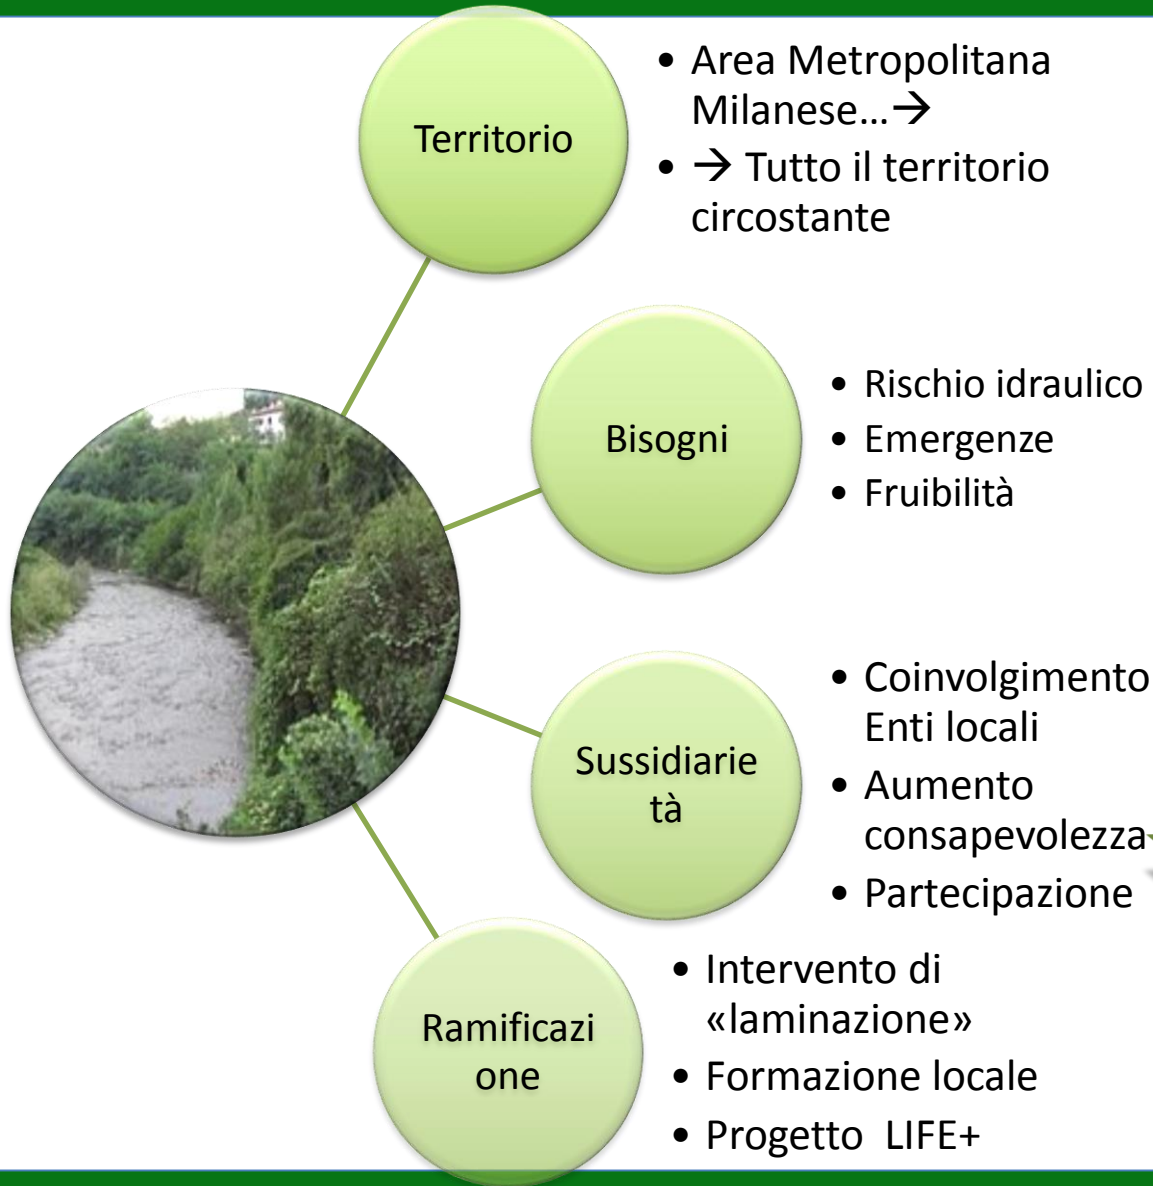 Territorio
• Area Metropolitana
Milanese...→
• → Tutto il territorio
circostante
Bisogni
• Rischio idraulico
• Emergenze
• Fruibilità
Sussidiarie
tà
• Coinvolgimento
Enti locali
• Aumento
consapevolezza
• Partecipazione
Ramificazi
one
• Intervento di
«laminazione»
• Formazione locale
• Progetto LIFE+